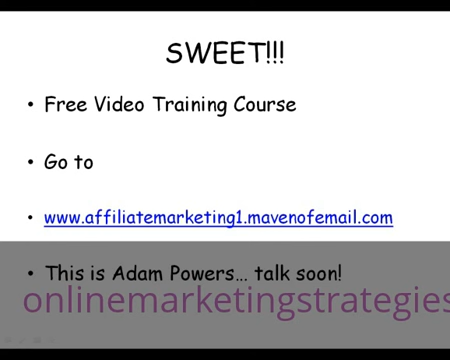 SWEET!!!
• Free Video Training Course
• Go to
• www.affiliatemarketing1.mavenofemail.com
• This is Adam Powers... talk soon!
onlinemarketingstrategies